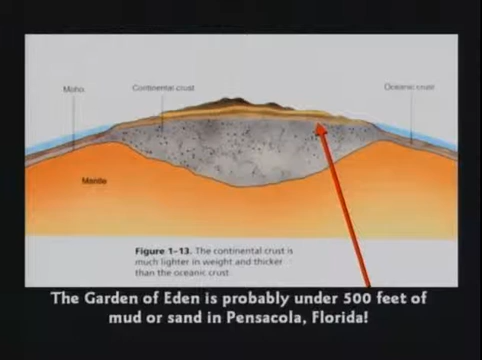 Moho
Continental crust
Oceanic crust
Mantle
Figure 1–13. The continental crust is
much lighter in weight and thicker
than the oceanic crust
The Garden of Eden is probably under 500 feet of
mud or sand in Pensacola, Florida!